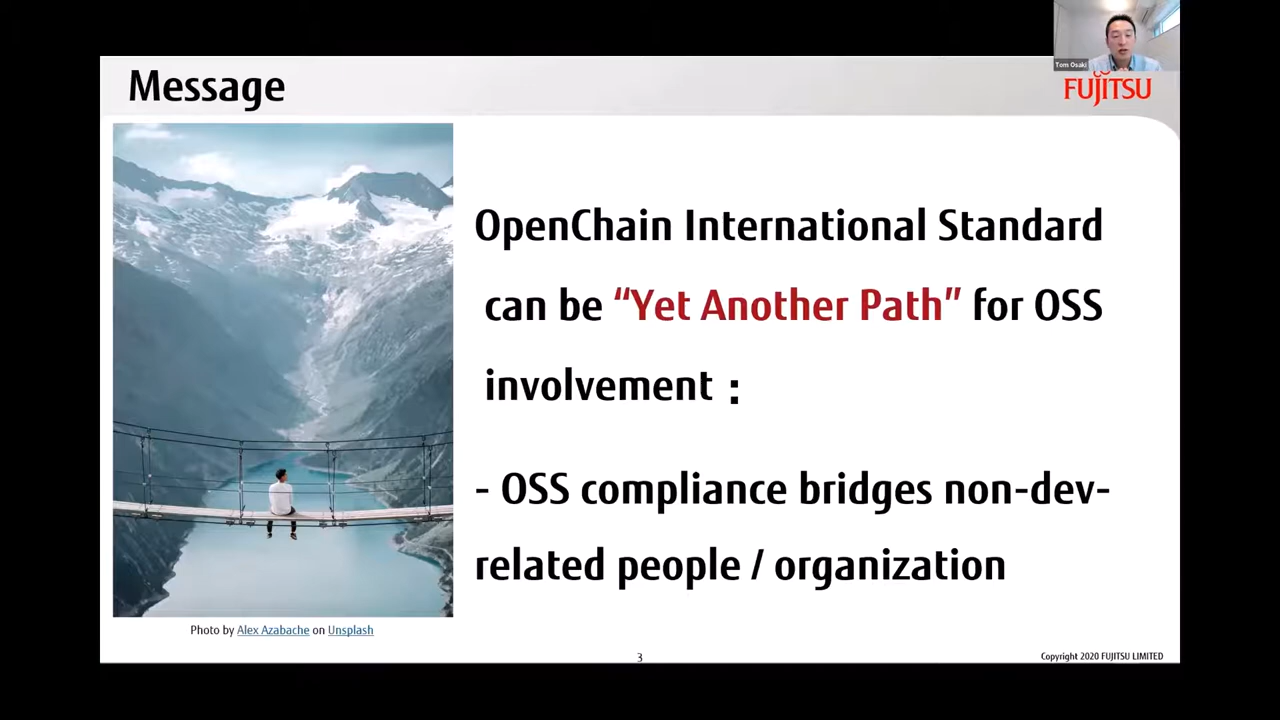 Tom Osaki
Message
FUJITSU
OpenChain International Standard
can be “Yet Another Path” for OSS
involvement：
- OSS compliance bridges non-dev-
related people / organization
Photo by Alex Azabache on Unsplash
3
Copyright 2020 FUJITSU LIMITED